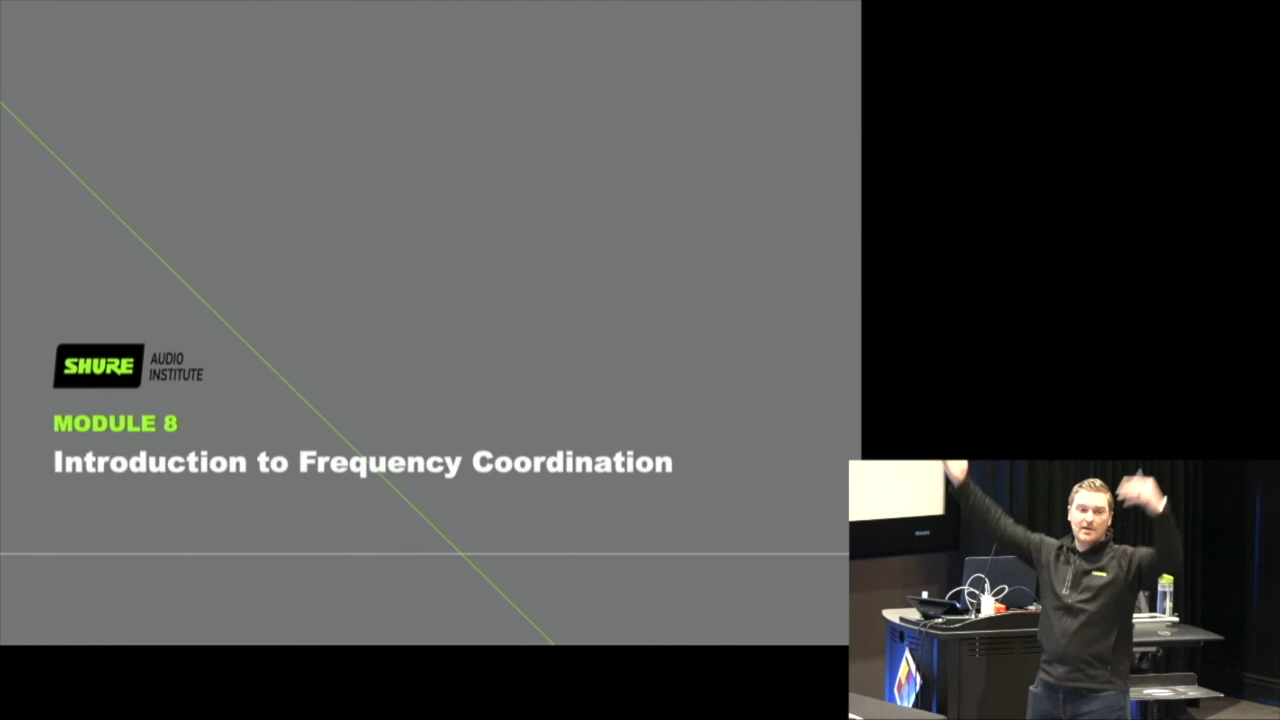 SHURE
AUDIO
INSTITUTE
MODULE 8
Introduction to Frequency Coordination